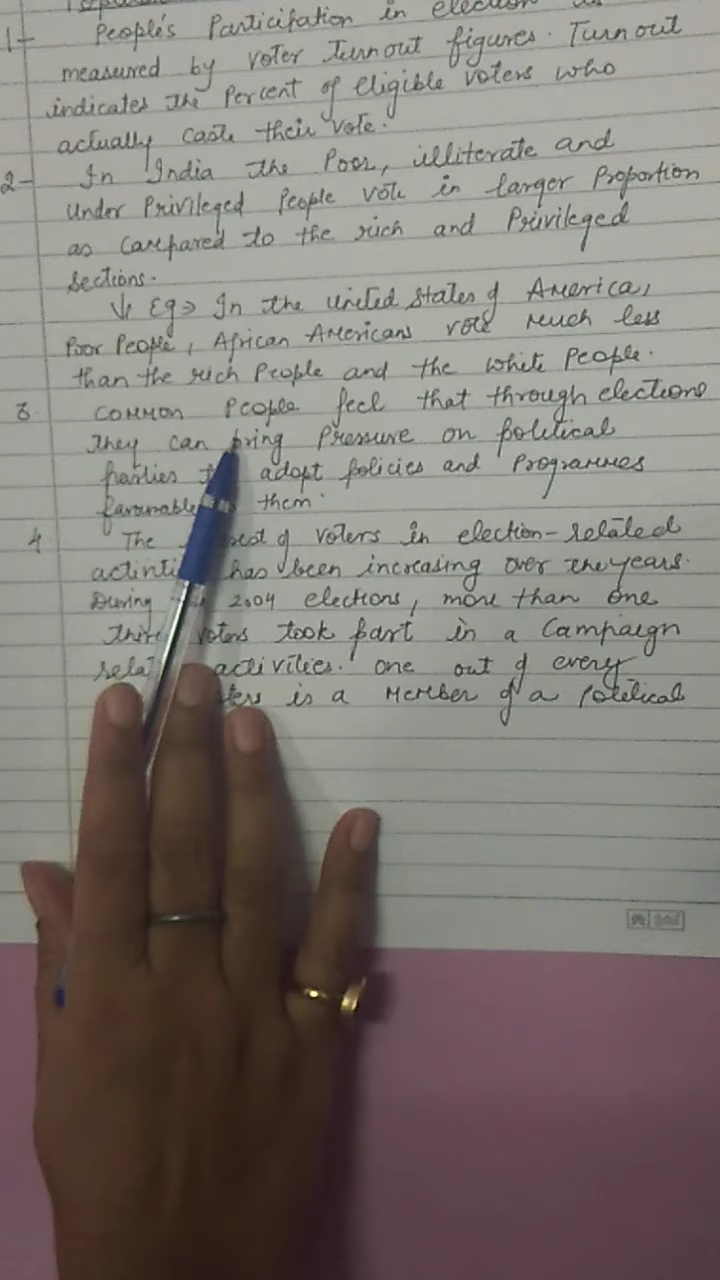 1- People's Participation in election is
measured by voter Turnout figures. Turnout
indicates the Percent of eligible voters who
actually caste their vote.
2- In India the Poor, illiterate and
under Privileged People vote in larger Proportion
as compared to the rich and Privileged
Sections.
↓ Eg → In the united states of America,
Poor People, African Americans vote much less
than the rich People and the white People.
3. Common People feel that through elections
they can bring Pressure on political
parties adopt policies and Programmes
favourable them.
4. The of voters in election-related
has been increasing over the years.
During 2004 elections, more than one
voters took part in a Campaign
activities. one out of every
is a member of a political